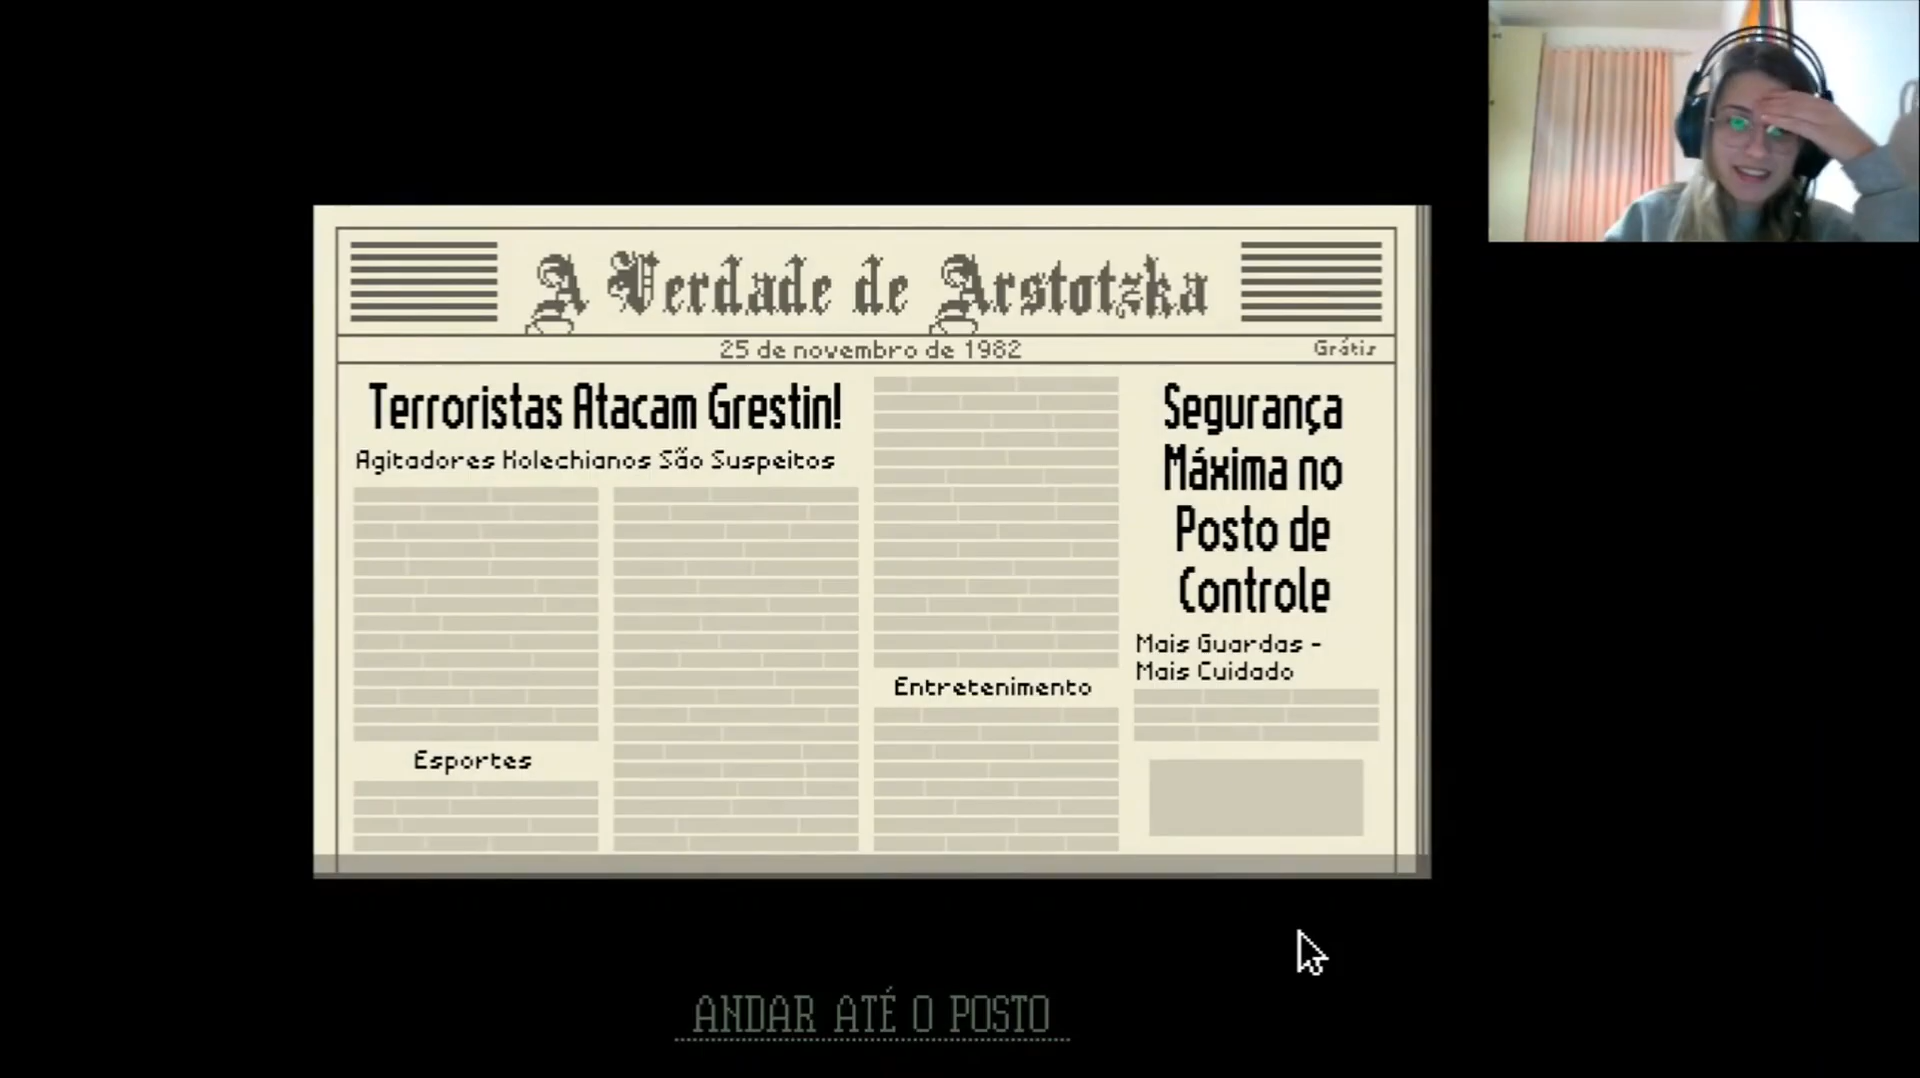 A Verdade de Arstotzka
25 de novembro de 1982
Grátis
Terroristas Atacam Grestin!
Agitadores Kolechianos São Suspeitos
Esportes
Entretenimento
Segurança
Máxima no
Posto de
Controle
Mais Guardas -
Mais Cuidado
ANDAR ATÉ O POSTO